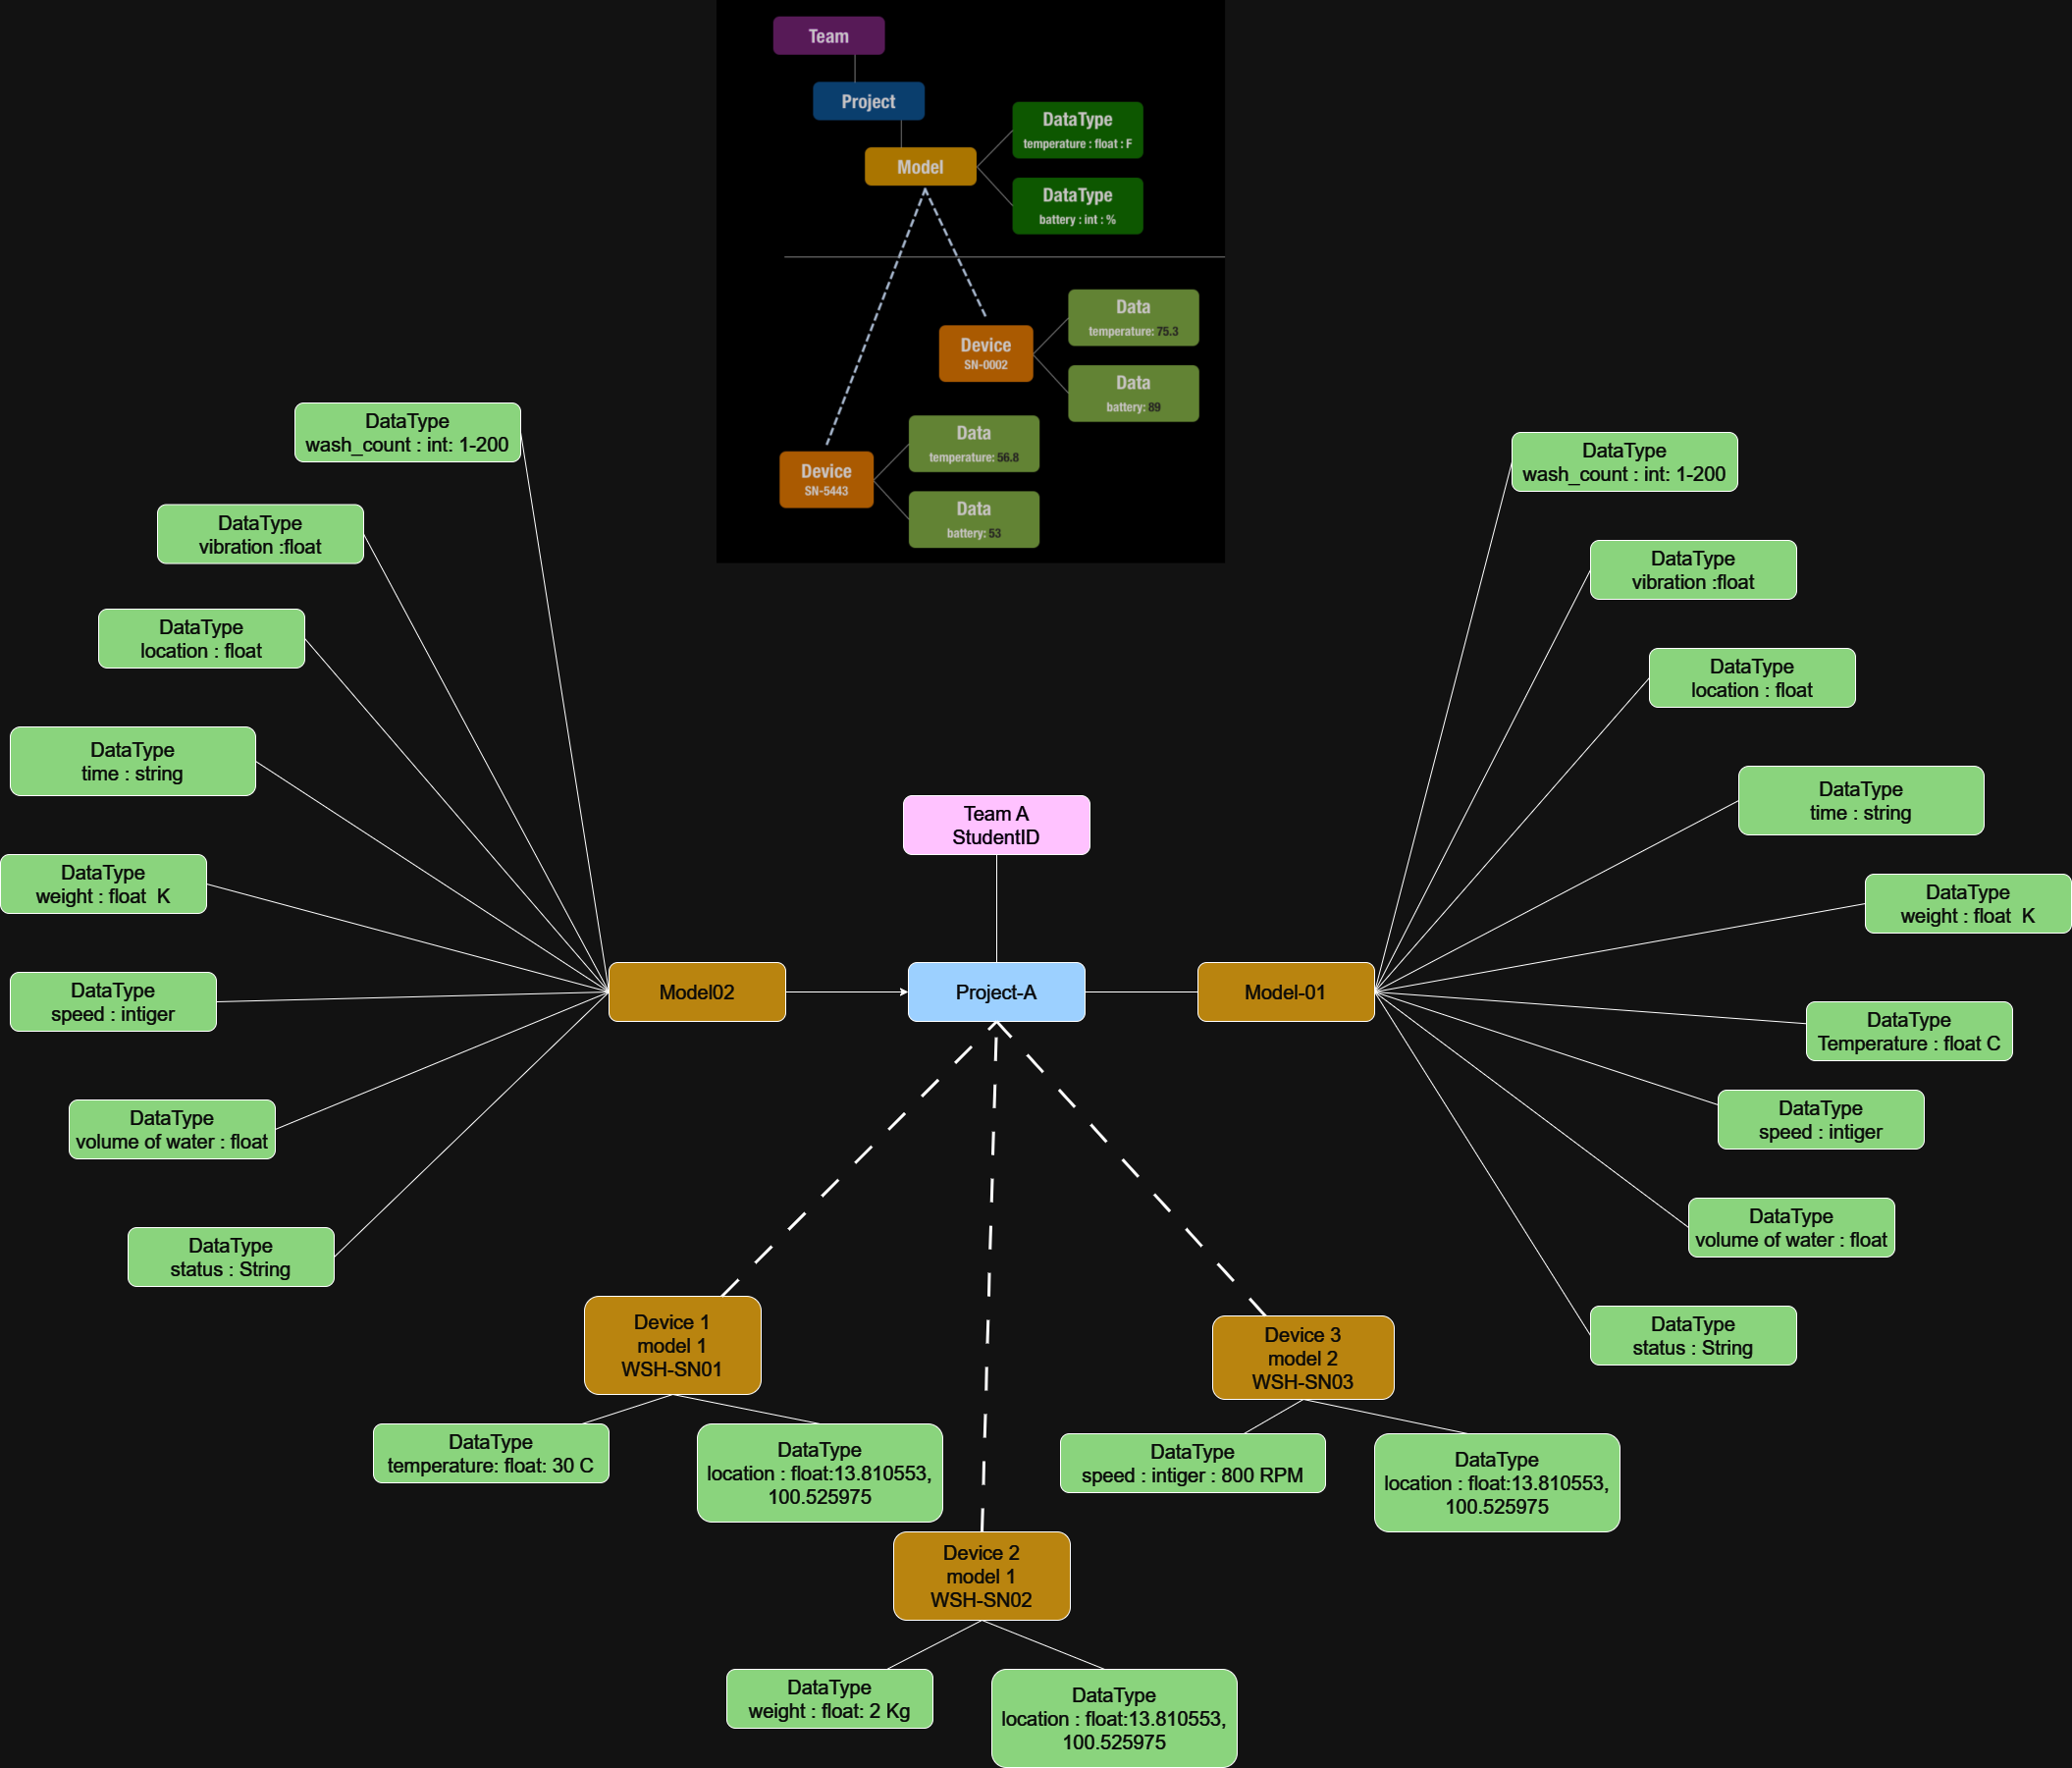 Team
Project
Model
DataType
temperature : float : F
DataType
battery : int : %
Device
SN-0002
Data
temperature: 75.3
Data
battery: 89
Device
SN-5443
Data
temperature: 56.8
Data
battery: 53
DataType
wash_count : int: 1-200
DataType
vibration :float
DataType
location : float
DataType
time : string
DataType
weight : float  K
DataType
speed : intiger
DataType
volume of water : float
DataType
status : String
Model02
Team A
StudentID
Project-A
Model-01
DataType
wash_count : int: 1-200
DataType
vibration :float
DataType
location : float
DataType
time : string
DataType
weight : float  K
DataType
Temperature : float C
DataType
speed : intiger
DataType
volume of water : float
DataType
status : String
Device 1
model 1
WSH-SN01
DataType
temperature: float: 30 C
DataType
location : float:13.810553,
100.525975
Device 2
model 1
WSH-SN02
DataType
weight : float: 2 Kg
DataType
location : float:13.810553,
100.525975
Device 3
model 2
WSH-SN03
DataType
speed : intiger : 800 RPM
DataType
location : float:13.810553,
100.525975